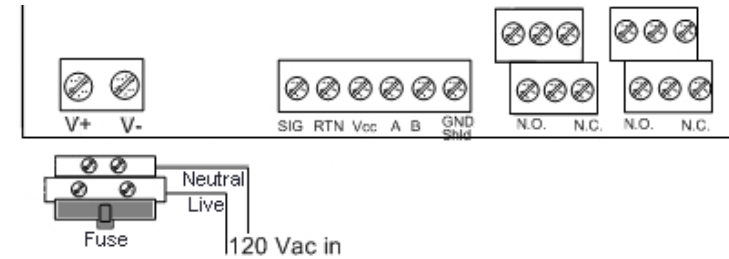 V+ V- SIG RTN Vcc A B GND N.O. N.C. N.O. N.C.
Shld
Neutral
Live
Fuse
120 Vac in